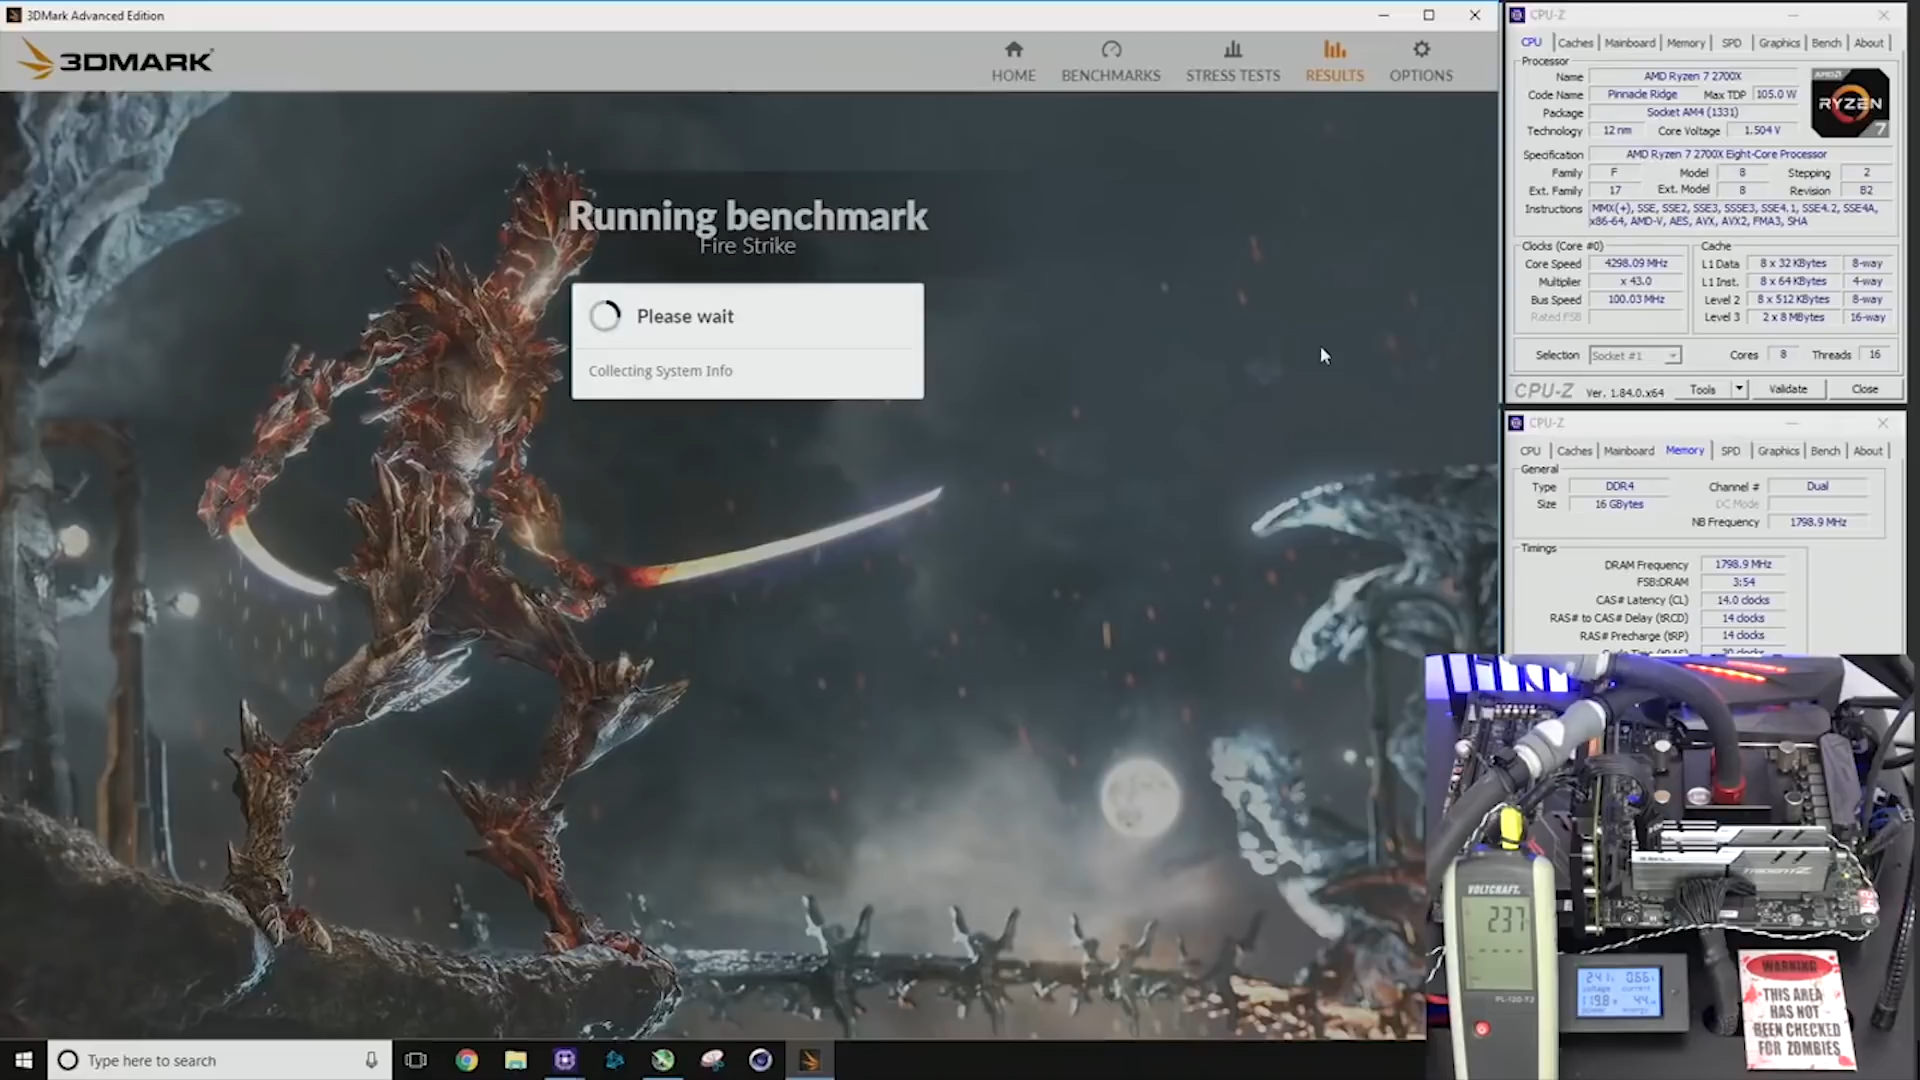 3DMark Advanced Edition
3DMARK
HOME
BENCHMARKS
STRESS TESTS
RESULTS
OPTIONS
Running benchmark
Fire Strike
Please wait
Collecting System Info
CPU-Z
CPU Caches Mainboard Memory SPD Graphics Bench About
Processor
Name AMD Ryzen 7 2700X
Code Name Pinnacle Ridge Max TDP 105.0 W
Package Socket AM4 (1331)
Technology 12 nm Core Voltage 1.504 V
AMD
RYZEN
7
Specification AMD Ryzen 7 2700X Eight-Core Processor
Family F Model 8 Stepping 2
Ext. Family 17 Ext. Model 8 Revision B2
Instructions MMX(+), SSE, SSE2, SSE3, SSSE3, SSE4.1, SSE4.2, SSE4A,
x86-64, AMD-V, AES, AVX, AVX2, FMA3, SHA
Clocks (Core #0) Cache
Core Speed 4298.09 MHz L1 Data 8 x 32 KBytes 8-way
Multiplier x 43.0 L1 Inst. 8 x 64 KBytes 4-way
Bus Speed 100.03 MHz Level 2 8 x 512 KBytes 8-way
Rated FSB Level 3 2 x 8 MBytes 16-way
Selection Socket #1 Cores 8 Threads 16
CPU-Z Ver. 1.84.0.x64 Tools Validate Close
CPU-Z
CPU Caches Mainboard Memory SPD Graphics Bench About
General
Type DDR4 Channel # Dual
Size 16 GBytes DC Mode
NB Frequency 1798.9 MHz
Timings
DRAM Frequency 1798.9 MHz
FSB:DRAM 3:54
CAS# Latency (CL) 14.0 clocks
RAS# to CAS# Delay (tRCD) 14 clocks
RAS# Precharge (tRP) 14 clocks
VOLTCRAFT.
237
PL-120-T2
voltage current
power energy
TRIDENT Z
WARNING
THIS AREA
HAS NOT
BEEN CHECKED
FOR ZOMBIES
Type here to search